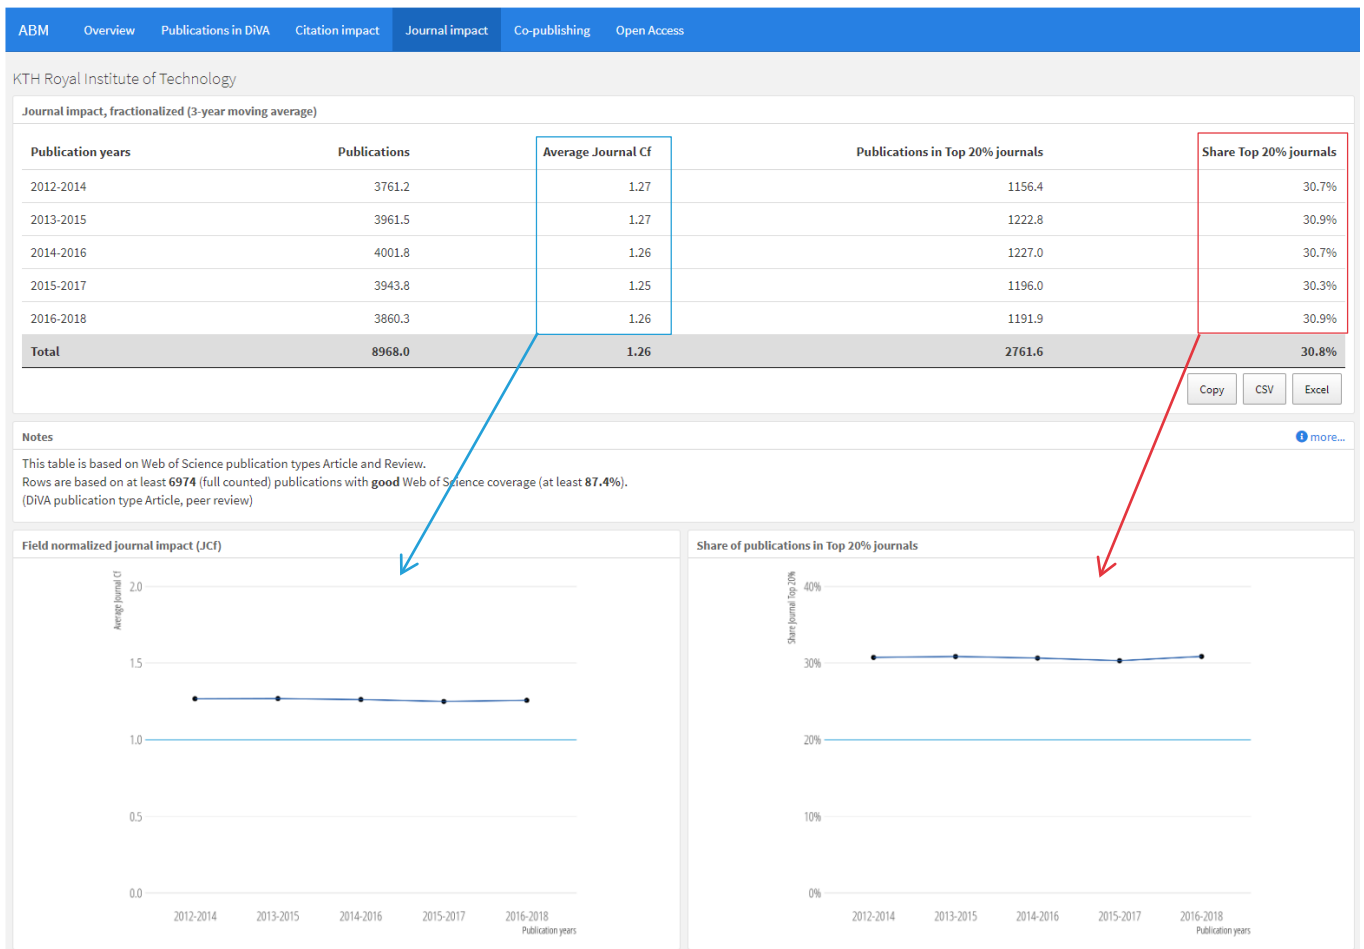 ABM Overview Publications in DiVA Citation impact Journal impact Co-publishing Open Access
KTH Royal Institute of Technology
Journal impact, fractionalized (3-year moving average)
Publication years Publications Average Journal Cf Publications in Top 20% journals Share Top 20% journals
2012-2014 3761.2 1.27 1156.4 30.7%
2013-2015 3961.5 1.27 1222.8 30.9%
2014-2016 4001.8 1.26 1227.0 30.7%
2015-2017 3943.8 1.25 1196.0 30.3%
2016-2018 3860.3 1.26 1191.9 30.9%
Total 8968.0 1.26 2761.6 30.8%
Copy CSV Excel
Notes more...
This table is based on Web of Science publication types Article and Review.
Rows are based on at least 6974 (full counted) publications with good Web of Science coverage (at least 87.4%).
(DiVA publication type Article, peer review)
Field normalized journal impact (JCf)
Average Journal Cf
2.0
1.5
1.0
0.5
0.0
2012-2014 2013-2015 2014-2016 2015-2017 2016-2018
Publication years
Share of publications in Top 20% journals
Share Journal Top 20%
40%
30%
20%
10%
0%
2012-2014 2013-2015 2014-2016 2015-2017 2016-2018
Publication years